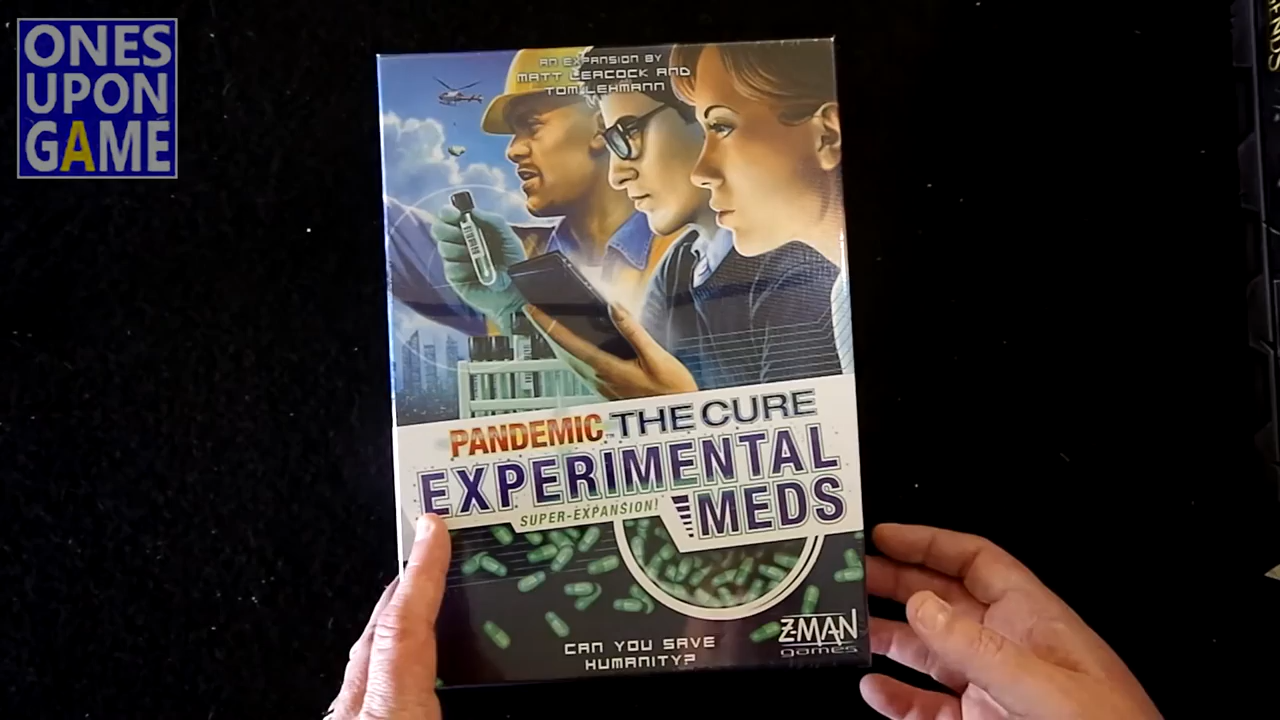 ONES
UPON
GAME
AN EXPANSION BY
MATT LEACOCK AND
TOM LEHMANN
PANDEMIC™ THE CURE
EXPERIMENTAL
SUPER-EXPANSION!
MEDS
CAN YOU SAVE
HUMANITY?
Z-MAN
games